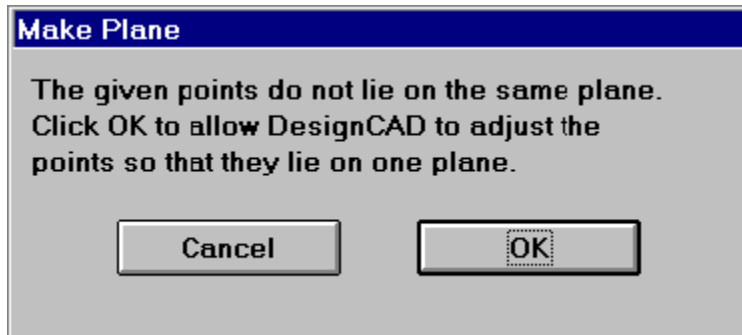 Make Plane
The given points do not lie on the same plane.
Click OK to allow DesignCAD to adjust the
points so that they lie on one plane.
Cancel OK